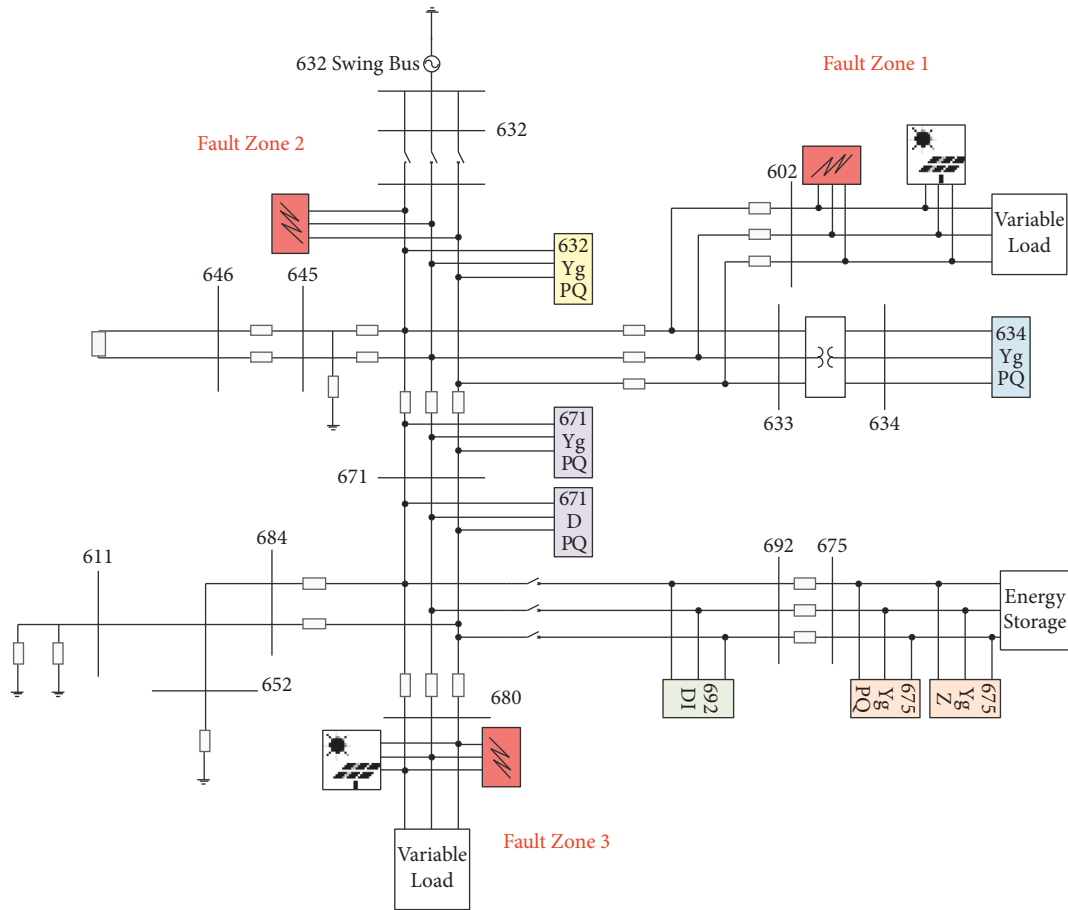 632 Swing Bus
Fault Zone 1
632
Fault Zone 2
602
Variable
Load
632
Yg
PQ
646
645
634
Yg
PQ
633
634
671
Yg
PQ
671
671
D
PQ
611
684
692
675
Energy
Storage
652
692
DI
675
Yg
PQ
675
Yg
Z
680
Variable
Load
Fault Zone 3